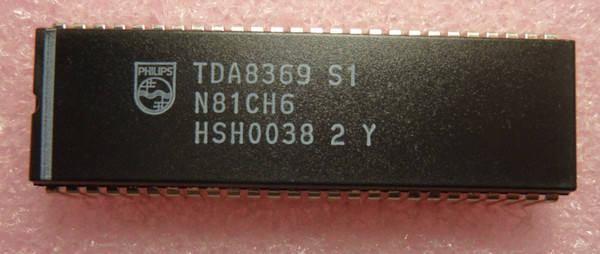 PHILIPS
TDA8369 S1
N81CH6
HSH0038 2 Y